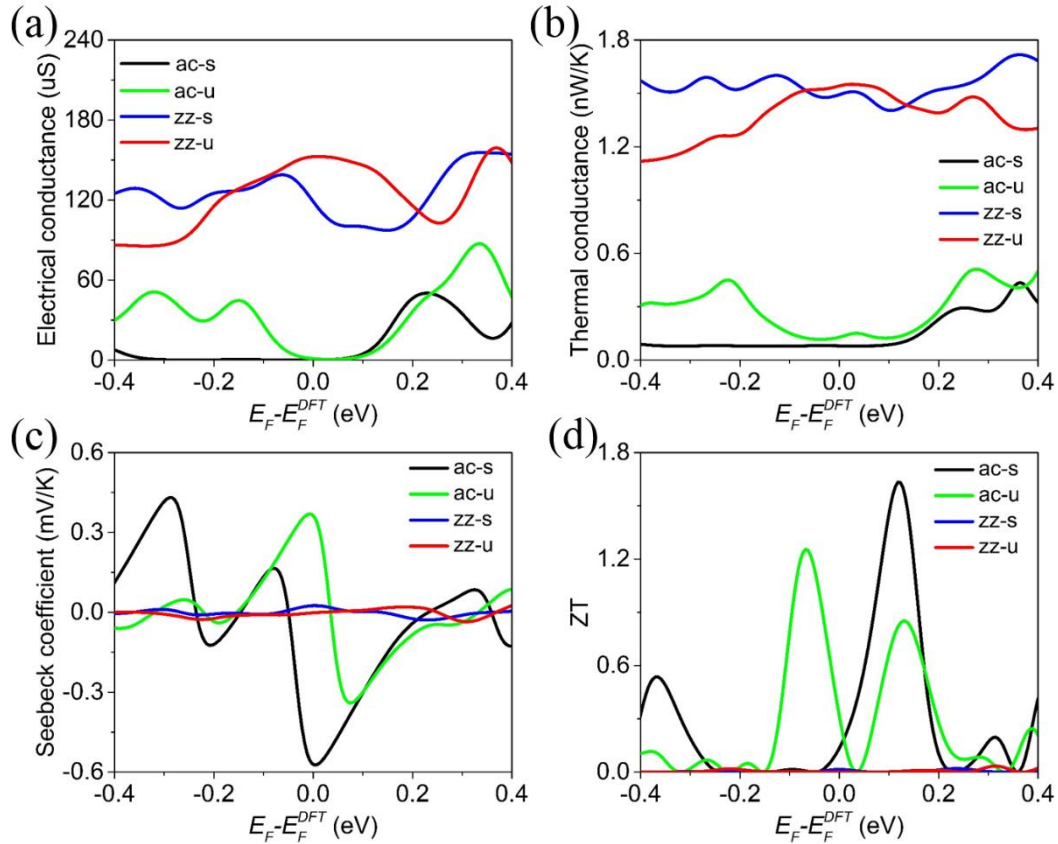 (a)
240
180
120
60
0
Electrical conductance (uS)
ac-s
ac-u
zz-s
zz-u
-0.4 -0.2 0.0 0.2 0.4
E_F-E_F^DFT (eV)
(b)
1.8
1.2
0.6
0.0
Thermal conductance (nW/K)
ac-s
ac-u
zz-s
zz-u
-0.4 -0.2 0.0 0.2 0.4
E_F-E_F^DFT (eV)
(c)
0.6
0.3
0.0
-0.3
-0.6
Seebeck coefficient (mV/K)
ac-s
ac-u
zz-s
zz-u
-0.4 -0.2 0.0 0.2 0.4
E_F-E_F^DFT (eV)
(d)
1.8
1.2
0.6
0.0
ZT
ac-s
ac-u
zz-s
zz-u
-0.4 -0.2 0.0 0.2 0.4
E_F-E_F^DFT (eV)